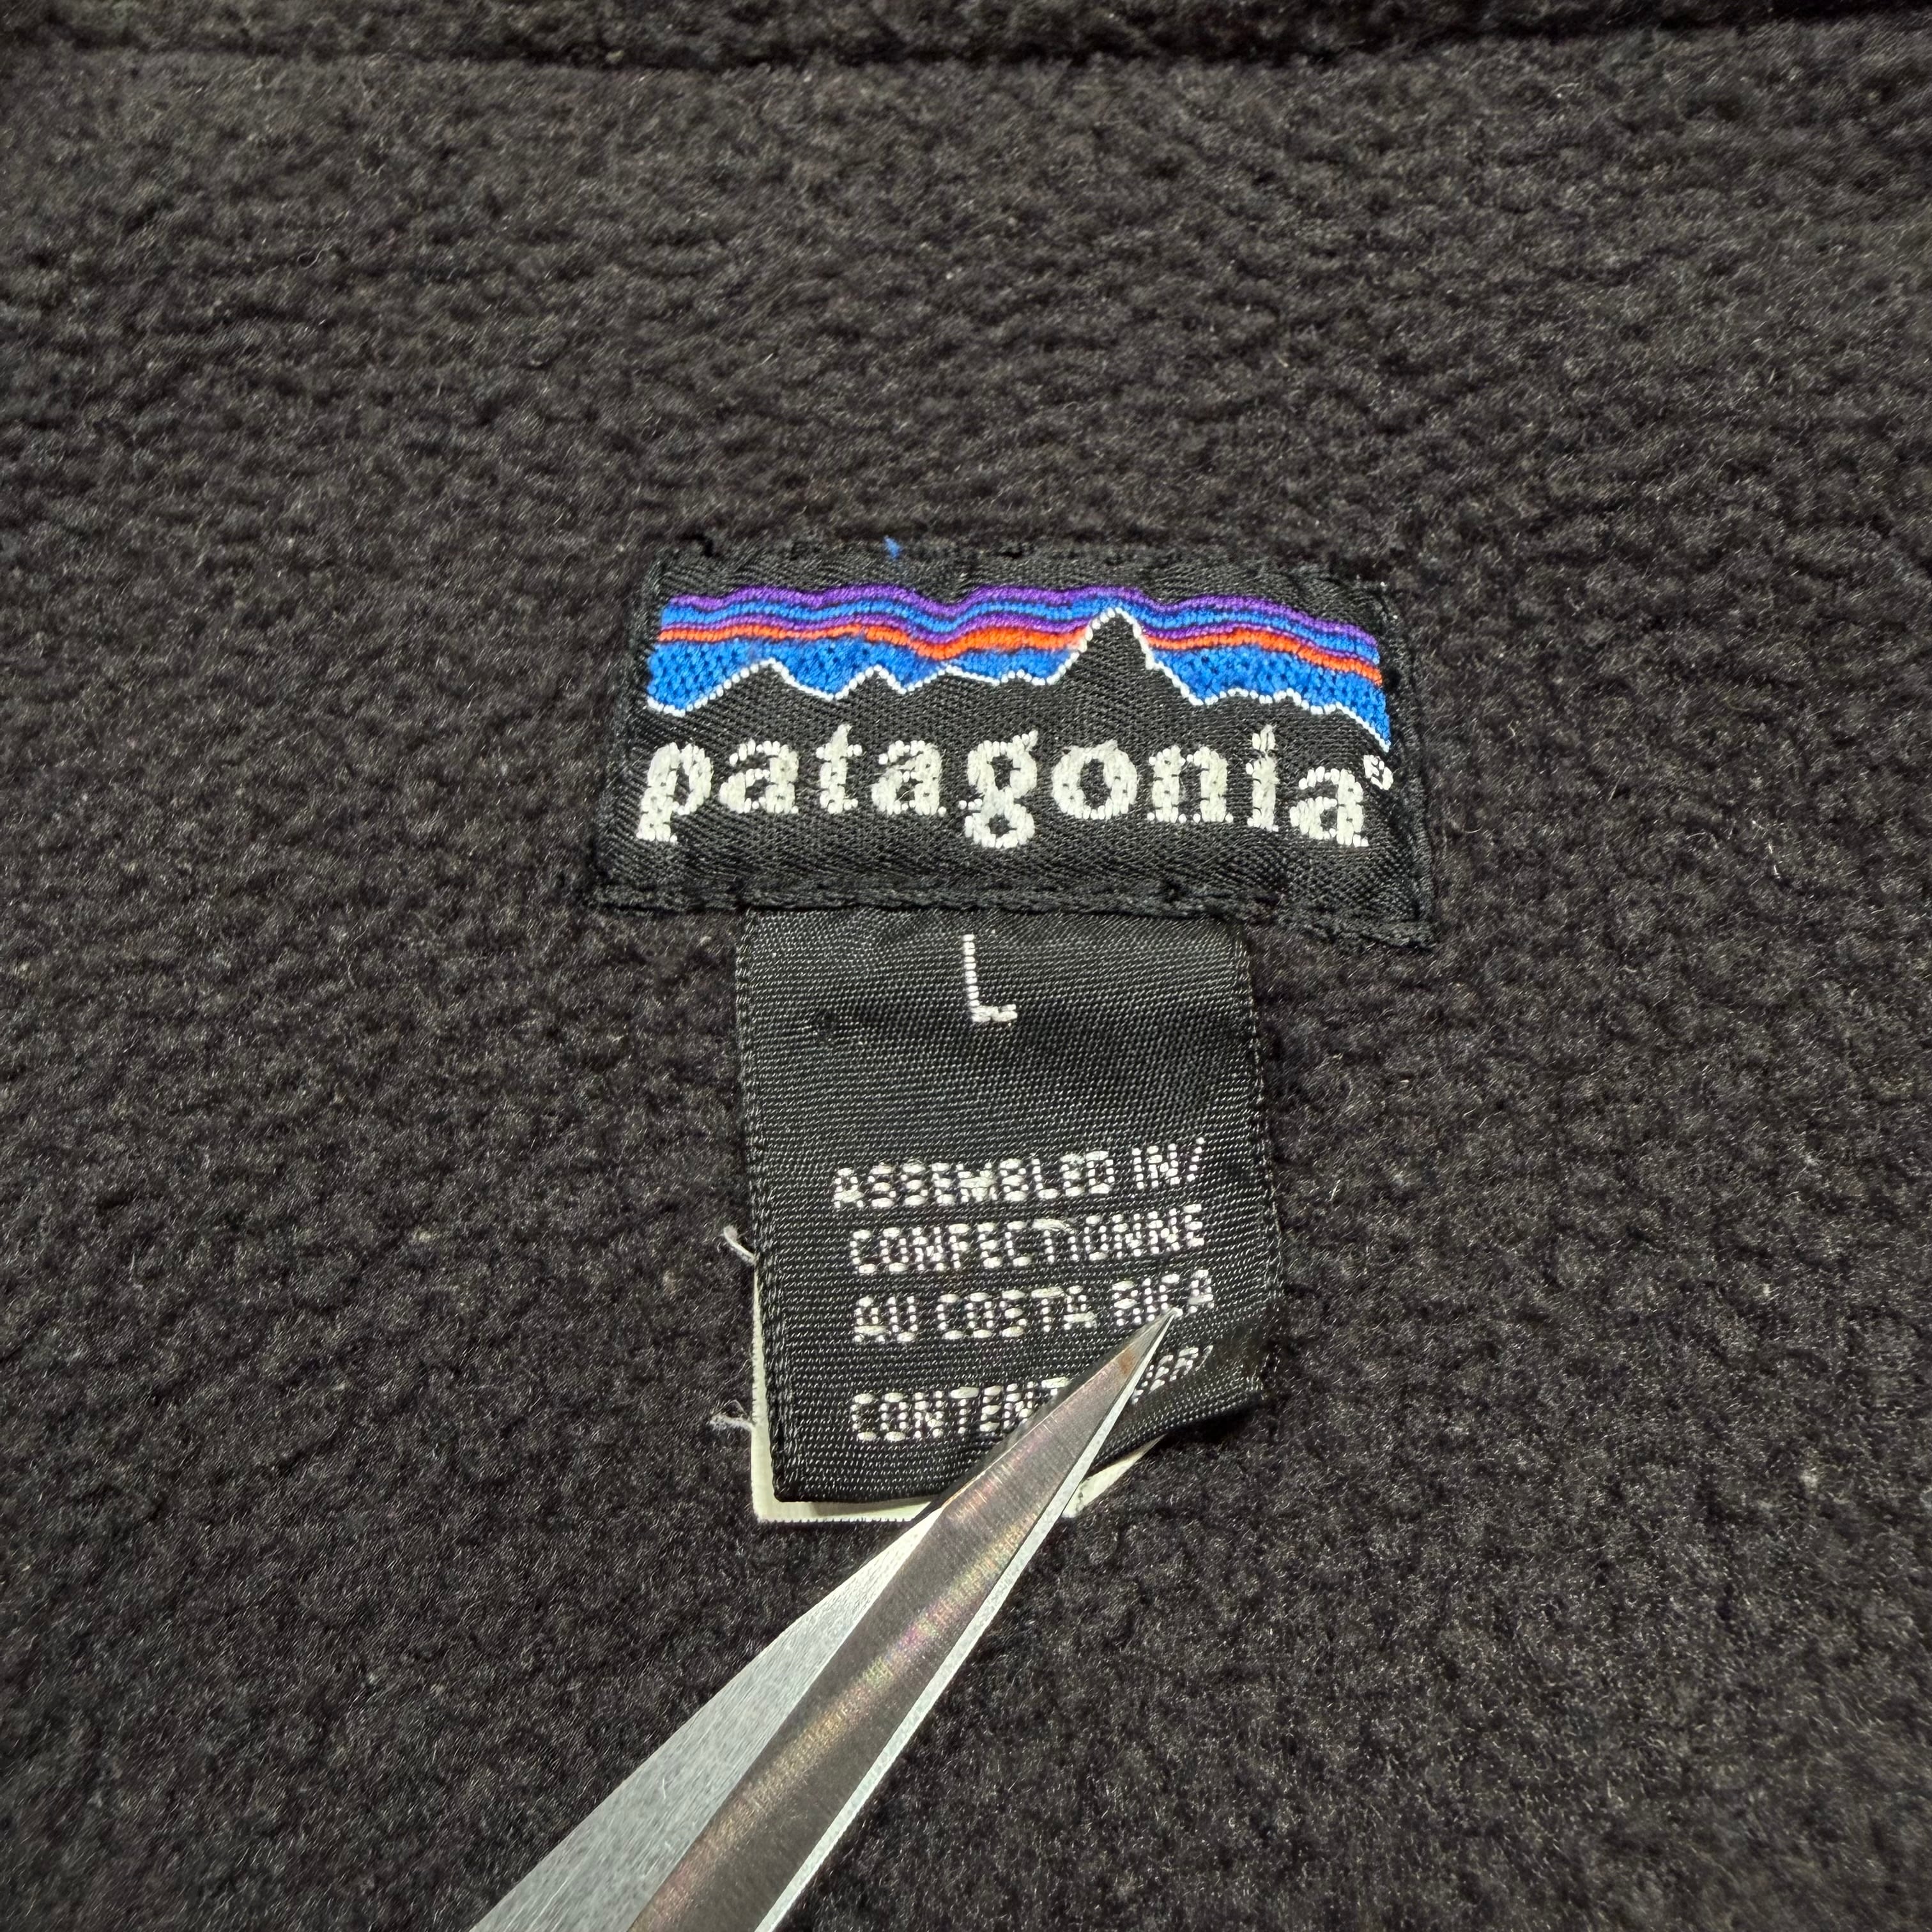 patagonia®
L
ASSEMBLED IN/
CONFECTIONNE
AU COSTA RICA